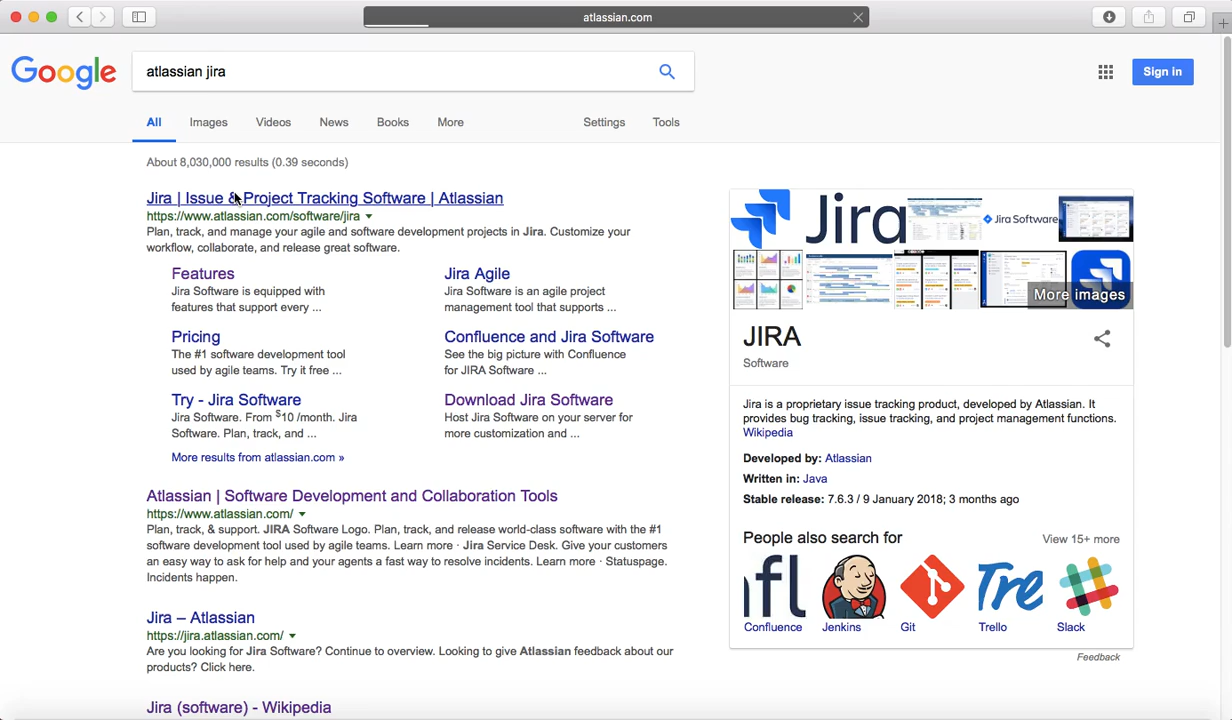 atlassian.com
Google
atlassian jira
Sign in
All Images Videos News Books More Settings Tools
About 8,030,000 results (0.39 seconds)
Jira | Issue & Project Tracking Software | Atlassian
https://www.atlassian.com/software/jira
Plan, track, and manage your agile and software development projects in Jira. Customize your
workflow, collaborate, and release great software.
Features
Jira Software is equipped with
features that support every ...
Jira Agile
Jira Software is an agile project
management tool that supports ...
Pricing
The #1 software development tool
used by agile teams. Try it free ...
Confluence and Jira Software
See the big picture with Confluence
for JIRA Software ...
Try - Jira Software
Jira Software. From $10 /month. Jira
Software. Plan, track, and ...
Download Jira Software
Host Jira Software on your server for
more customization and ...
More results from atlassian.com »
Atlassian | Software Development and Collaboration Tools
https://www.atlassian.com/
Plan, track, & support. JIRA Software Logo. Plan, track, and release world-class software with the #1
software development tool used by agile teams. Learn more · Jira Service Desk. Give your customers
an easy way to ask for help and your agents a fast way to resolve incidents. Learn more · Statuspage.
Incidents happen.
Jira – Atlassian
https://jira.atlassian.com/
Are you looking for Jira Software? Continue to overview. Looking to give Atlassian feedback about our
products? Click here.
Jira (software) - Wikipedia
Jira
Jira Software
More images
JIRA
Software
Jira is a proprietary issue tracking product, developed by Atlassian. It
provides bug tracking, issue tracking, and project management functions.
Wikipedia
Developed by: Atlassian
Written in: Java
Stable release: 7.6.3 / 9 January 2018; 3 months ago
People also search for
View 15+ more
nfl
Tre
Confluence Jenkins Git Trello Slack
Feedback